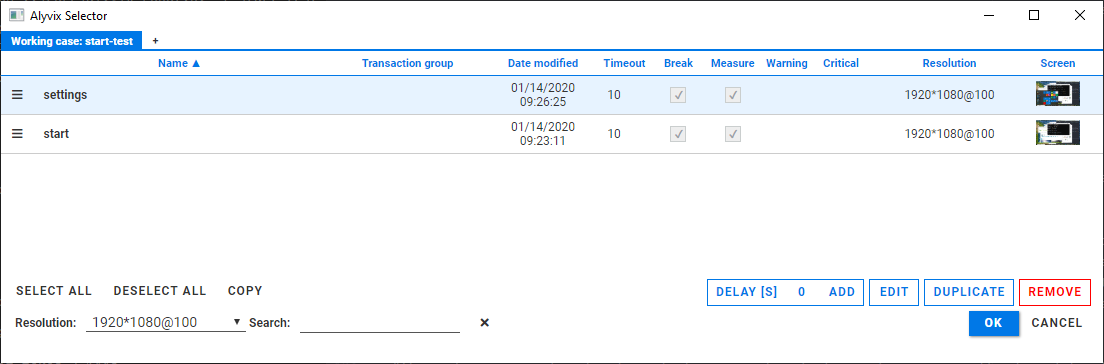 Alyvix Selector
Working case: start-test +
Name ▲ Transaction group Date modified Timeout Break Measure Warning Critical Resolution Screen
settings 01/14/2020 09:26:25 10 1920*1080@100
start 01/14/2020 09:23:11 10 1920*1080@100
SELECT ALL DESELECT ALL COPY DELAY [S] 0 ADD EDIT DUPLICATE REMOVE
Resolution: 1920*1080@100 ▼ Search: × OK CANCEL